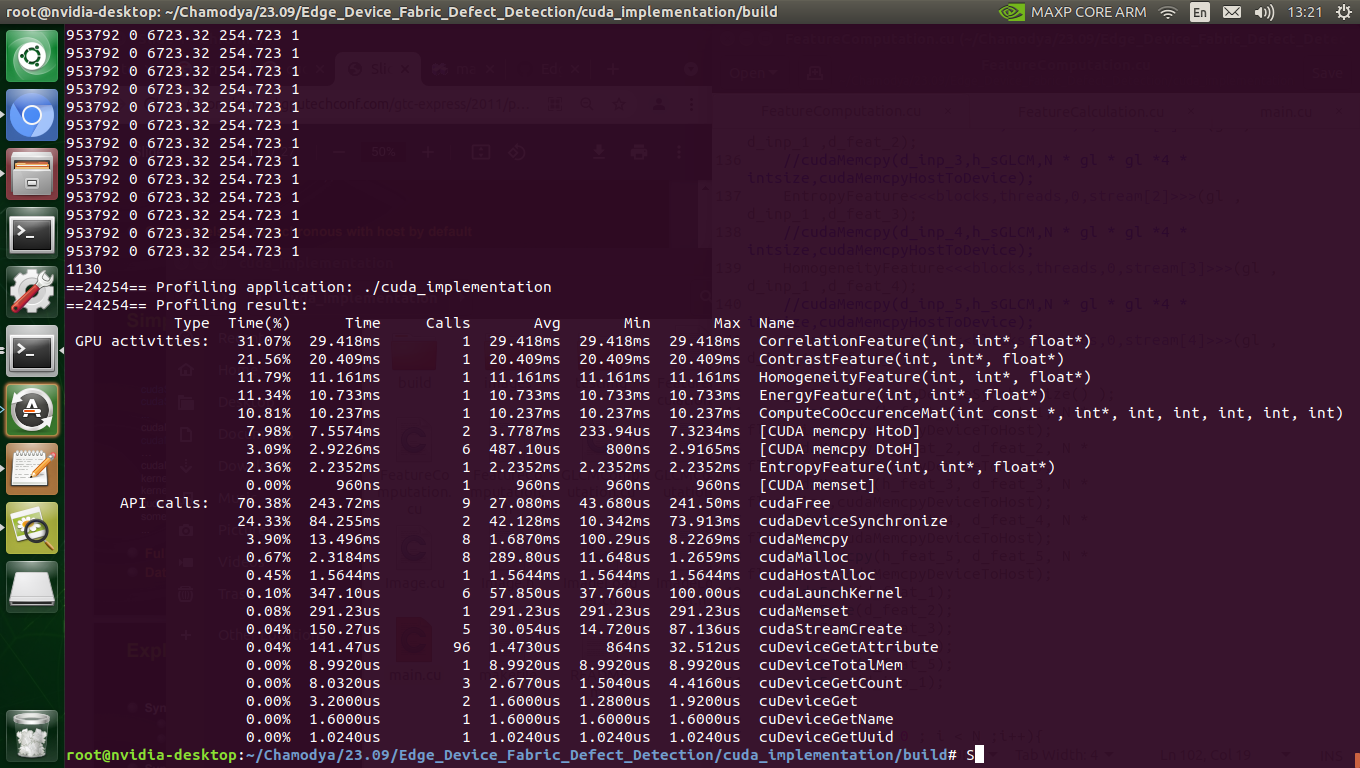 root@nvidia-desktop: ~/Chamodya/23.09/Edge_Device_Fabric_Defect_Detection/cuda_implementation/build MAXP CORE ARM En 13:21
953792 0 6723.32 254.723 1
953792 0 6723.32 254.723 1
953792 0 6723.32 254.723 1
953792 0 6723.32 254.723 1
953792 0 6723.32 254.723 1
953792 0 6723.32 254.723 1
953792 0 6723.32 254.723 1
953792 0 6723.32 254.723 1
953792 0 6723.32 254.723 1
953792 0 6723.32 254.723 1
953792 0 6723.32 254.723 1
953792 0 6723.32 254.723 1
953792 0 6723.32 254.723 1
1130
==24254== Profiling application: ./cuda_implementation
==24254== Profiling result:
Type Time(%) Time Calls Avg Min Max Name
GPU activities: 31.07% 29.418ms 1 29.418ms 29.418ms 29.418ms CorrelationFeature(int, int*, float*)
21.56% 20.409ms 1 20.409ms 20.409ms 20.409ms ContrastFeature(int, int*, float*)
11.79% 11.161ms 1 11.161ms 11.161ms 11.161ms HomogeneityFeature(int, int*, float*)
11.34% 10.733ms 1 10.733ms 10.733ms 10.733ms EnergyFeature(int, int*, float*)
10.81% 10.237ms 1 10.237ms 10.237ms 10.237ms ComputeCoOccurenceMat(int const *, int*, int, int, int, int, int)
7.98% 7.5574ms 2 3.7787ms 233.94us 7.3234ms [CUDA memcpy HtoD]
3.09% 2.9226ms 6 487.10us 800ns 2.9165ms [CUDA memcpy DtoH]
2.36% 2.2352ms 1 2.2352ms 2.2352ms 2.2352ms EntropyFeature(int, int*, float*)
0.00% 960ns 1 960ns 960ns 960ns [CUDA memset]
API calls: 70.38% 243.72ms 9 27.080ms 43.680us 241.50ms cudaFree
24.33% 84.255ms 2 42.128ms 10.342ms 73.913ms cudaDeviceSynchronize
3.90% 13.496ms 8 1.6870ms 100.29us 8.2269ms cudaMemcpy
0.67% 2.3184ms 8 289.80us 11.648us 1.2659ms cudaMalloc
0.45% 1.5644ms 1 1.5644ms 1.5644ms 1.5644ms cudaHostAlloc
0.10% 347.10us 6 57.850us 37.760us 100.00us cudaLaunchKernel
0.08% 291.23us 1 291.23us 291.23us 291.23us cudaMemset
0.04% 150.27us 5 30.054us 14.720us 87.136us cudaStreamCreate
0.04% 141.47us 96 1.4730us 864ns 32.512us cuDeviceGetAttribute
0.00% 8.9920us 1 8.9920us 8.9920us 8.9920us cuDeviceTotalMem
0.00% 8.0320us 3 2.6770us 1.5040us 4.4160us cuDeviceGetCount
0.00% 3.2000us 2 1.6000us 1.2800us 1.9200us cuDeviceGet
0.00% 1.6000us 1 1.6000us 1.6000us 1.6000us cuDeviceGetName
0.00% 1.0240us 1 1.0240us 1.0240us 1.0240us cuDeviceGetUuid
root@nvidia-desktop:~/Chamodya/23.09/Edge_Device_Fabric_Defect_Detection/cuda_implementation/build# S